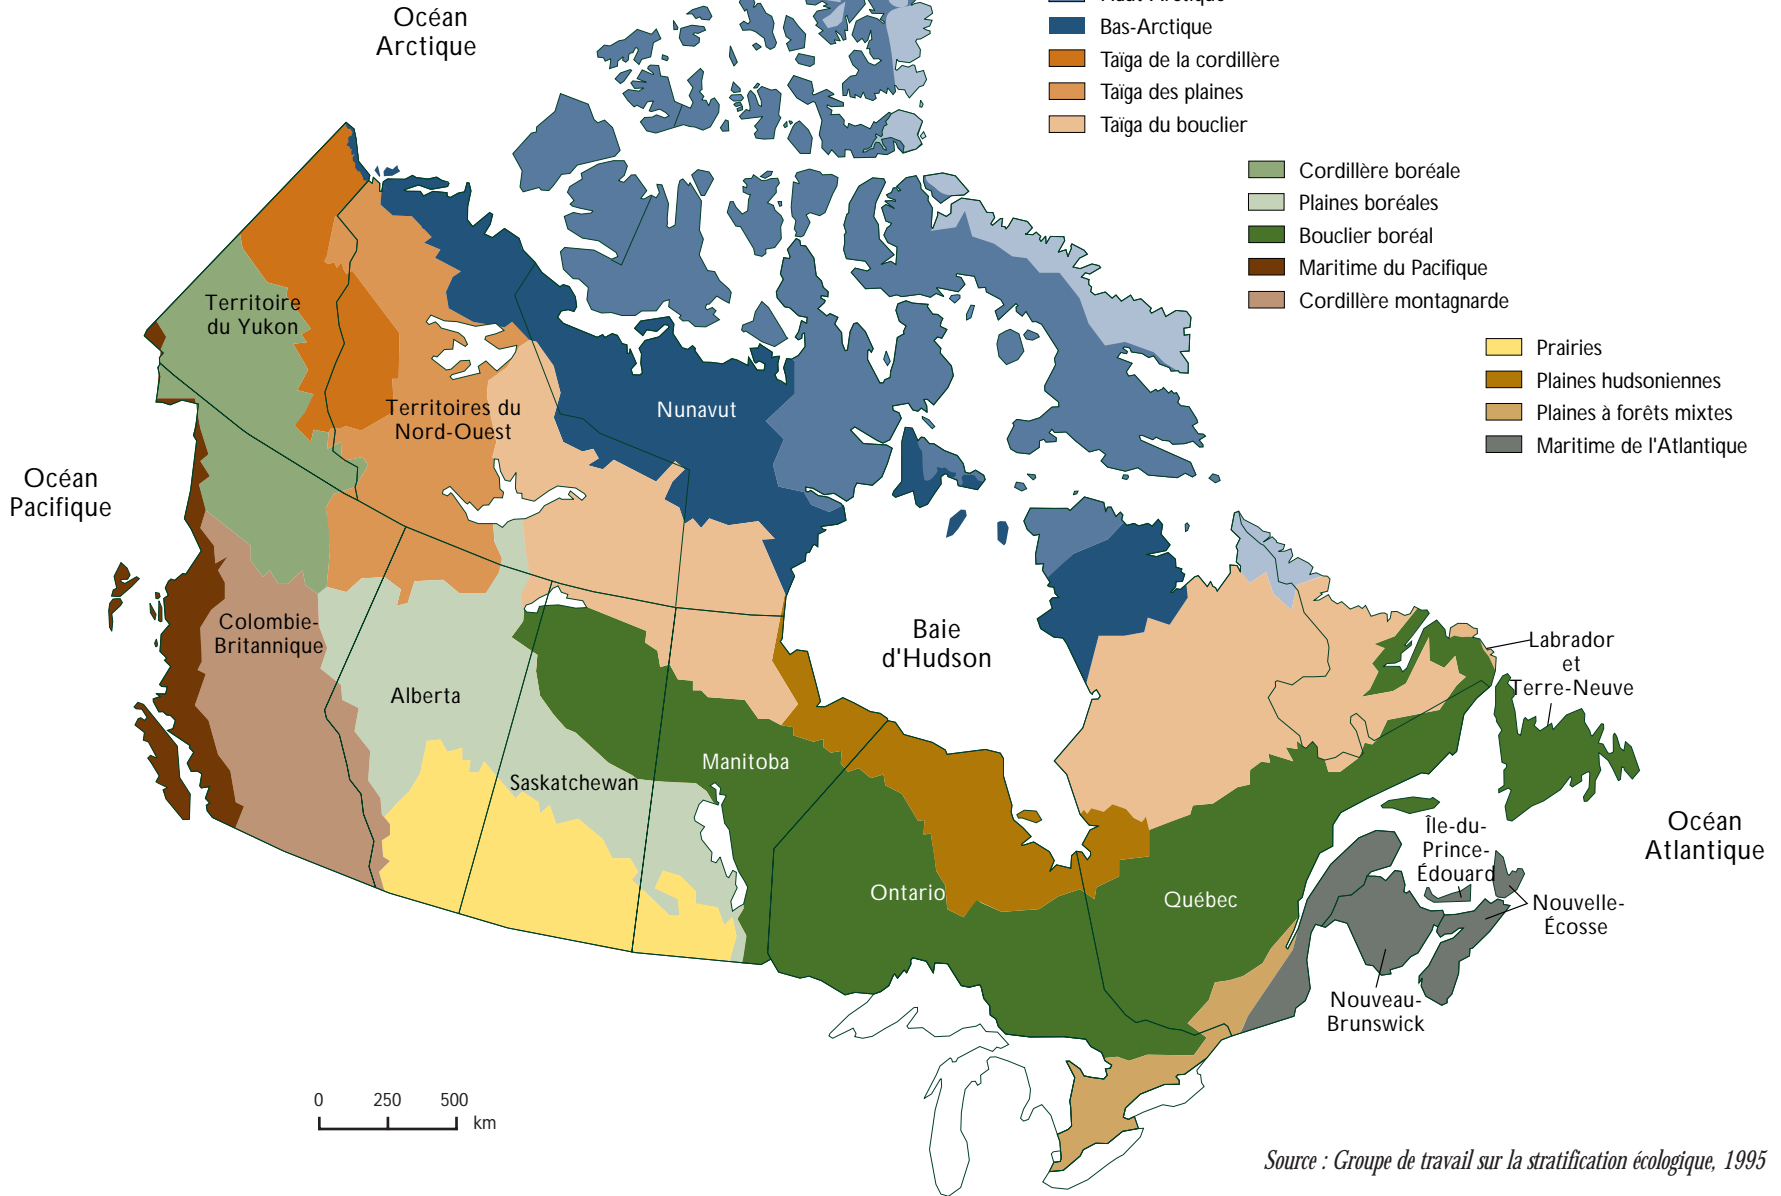 Océan
Arctique
Bas-Arctique
Taïga de la cordillère
Taïga des plaines
Taïga du bouclier
Cordillère boréale
Plaines boréales
Bouclier boréal
Maritime du Pacifique
Cordillère montagnarde
Prairies
Plaines hudsoniennes
Plaines à forêts mixtes
Maritime de l'Atlantique
Territoire
du Yukon
Territoires du
Nord-Ouest
Nunavut
Océan
Pacifique
Colombie-
Britannique
Alberta
Saskatchewan
Manitoba
Baie
d'Hudson
Ontario
Québec
Labrador
et
Terre-Neuve
Île-du-
Prince-
Édouard
Océan
Atlantique
Nouvelle-
Écosse
Nouveau-
Brunswick
0 250 500
km
Source : Groupe de travail sur la stratification écologique, 1995